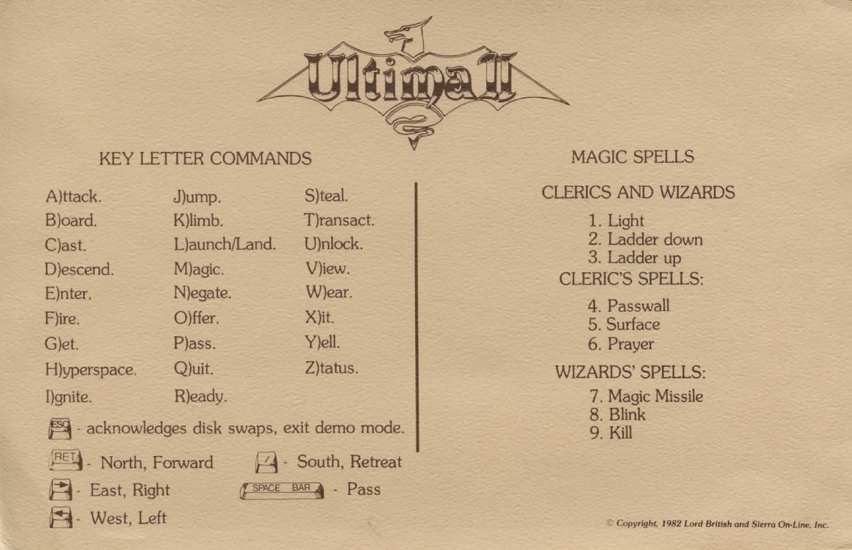 Ultima II
KEY LETTER COMMANDS
A)ttack.
B)oard.
C)ast.
D)escend.
E)nter.
F)ire.
G)et.
H)yperspace.
I)gnite.
J)ump.
K)limb.
L)aunch/Land.
M)agic.
N)egate.
O)ffer.
P)ass.
Q)uit.
R)eady.
S)teal.
T)ransact.
U)nlock.
V)iew.
W)ear.
X)it.
Y)ell.
Z)tatus.
ESC - acknowledges disk swaps, exit demo mode.
RET - North, Forward
/ - South, Retreat
→ - East, Right
SPACE BAR - Pass
← - West, Left
MAGIC SPELLS
CLERICS AND WIZARDS
1. Light
2. Ladder down
3. Ladder up
CLERIC'S SPELLS:
4. Passwall
5. Surface
6. Prayer
WIZARDS' SPELLS:
7. Magic Missile
8. Blink
9. Kill
© Copyright, 1982 Lord British and Sierra On-Line, Inc.